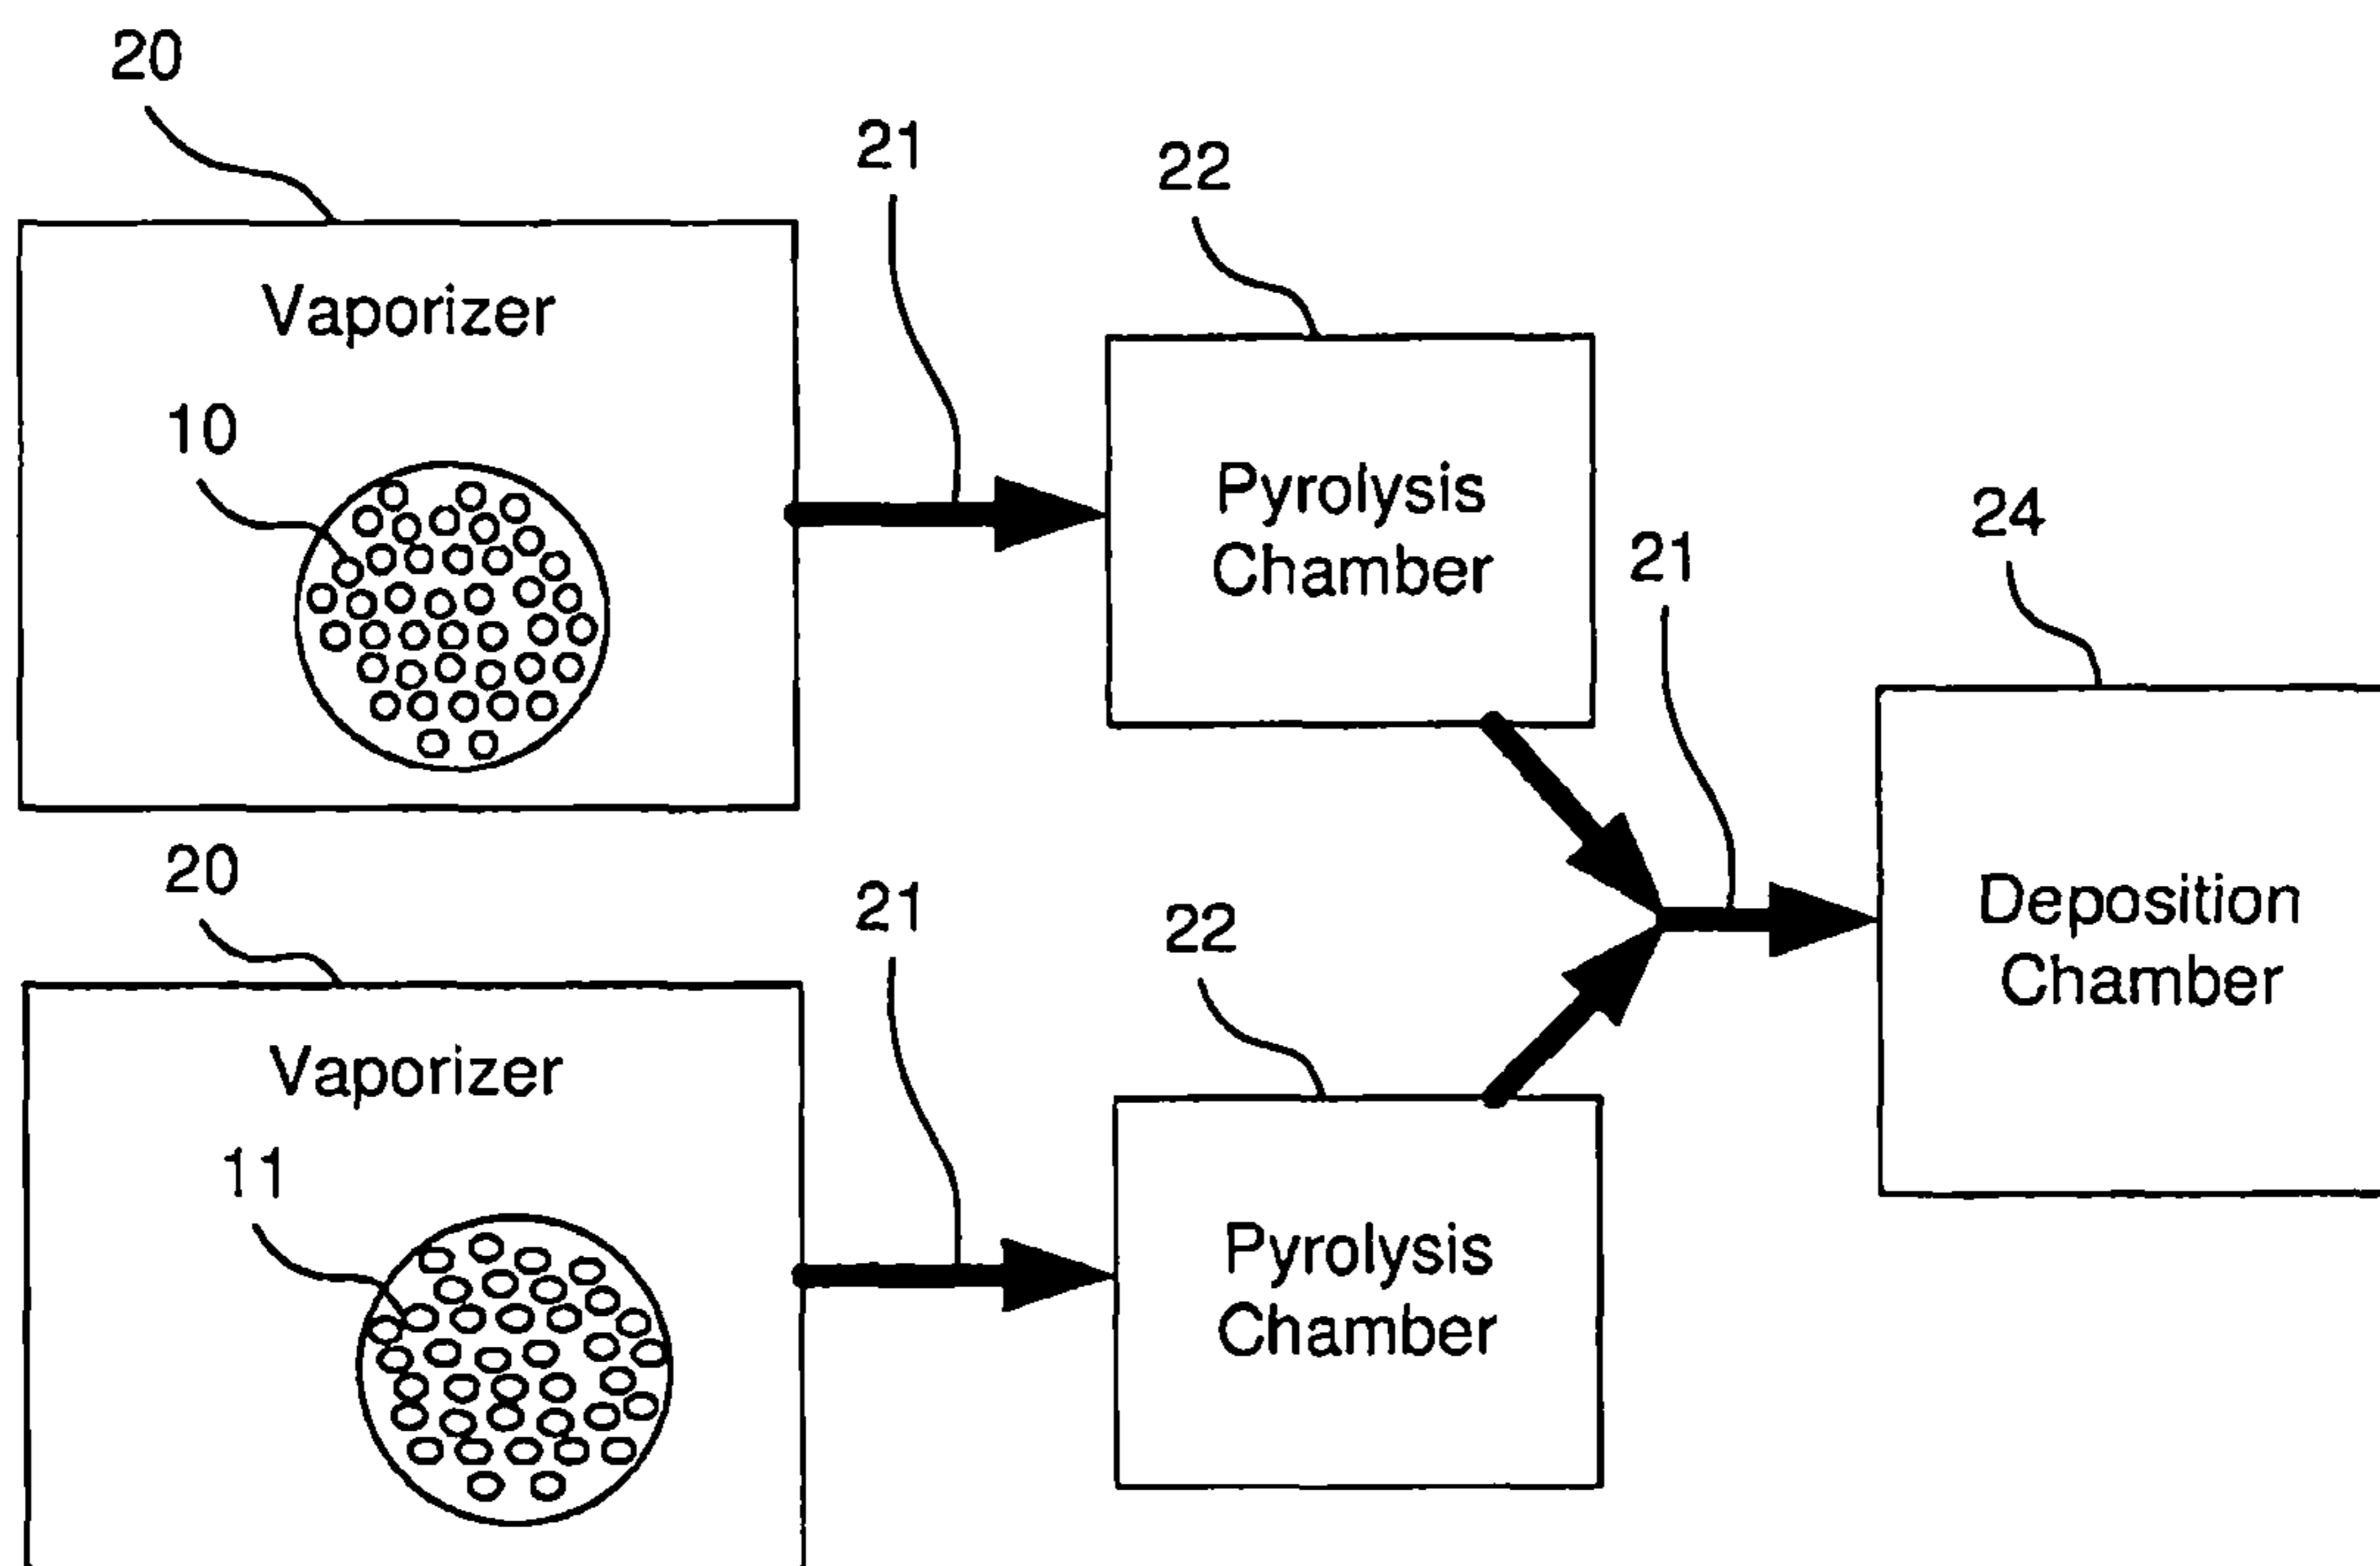 20
21
22
Vaporizer
10
Pyrolysis
Chamber
24
21
20
21
22
Deposition
Chamber
Vaporizer
11
Pyrolysis
Chamber